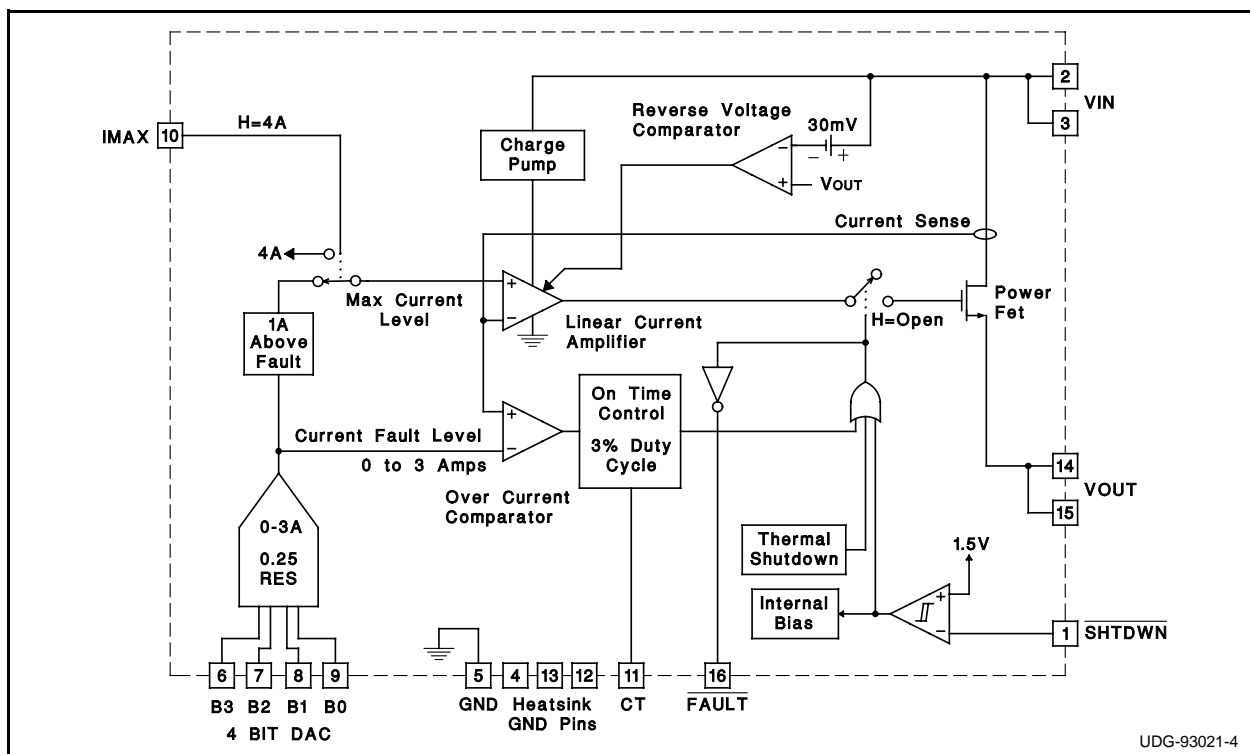 IMAX
10
H=4A
4A
Max Current
Level
1A
Above
Fault
Charge
Pump
Reverse Voltage
Comparator
30mV
−
+
−
+
VOUT
2
VIN
3
Current Sense
+
−
Linear Current
Amplifier
H=Open
Power
Fet
Current Fault Level
0 to 3 Amps
+
−
Over Current
Comparator
On Time
Control
3% Duty
Cycle
14
VOUT
15
0-3A
0.25
RES
Thermal
Shutdown
Internal
Bias
1.5V
+
−
1
SHTDWN
6
7
8
9
B3
B2
B1
B0
4 BIT DAC
5
4
13
12
11
16
GND
Heatsink
GND Pins
CT
FAULT
UDG-93021-4